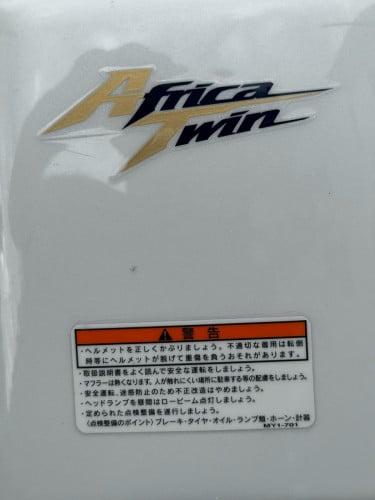 Africa
Twin
警告
・ヘルメットを正しくかぶりましょう。不適切な着用は転倒
時等にヘルメットが脱げて重傷を負うおそれがあります。
・取扱説明書をよく読んで安全な運転をしましょう。
・マフラーは熱くなります。人が触れにくい場所に駐車する等の配慮をしましょう。
・安全運転、迷惑防止のため不正改造はやめましょう。
・ヘッドランプを昼間はロービーム点灯しましょう。
・定められた点検整備を遂行しましょう。
(点検整備のポイント)ブレーキ・タイヤ・オイル・ランプ類・ホーン・計器
MY1-701